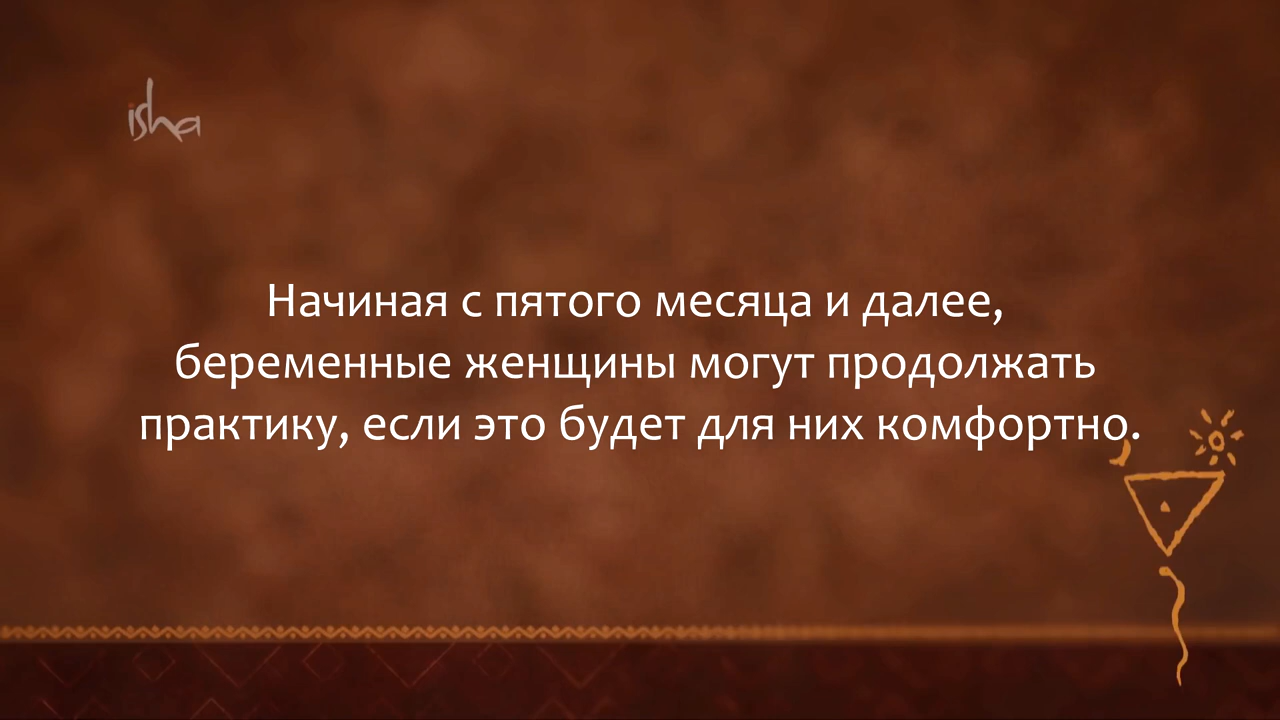 isha
Начиная с пятого месяца и далее,
беременные женщины могут продолжать
практику, если это будет для них комфортно.